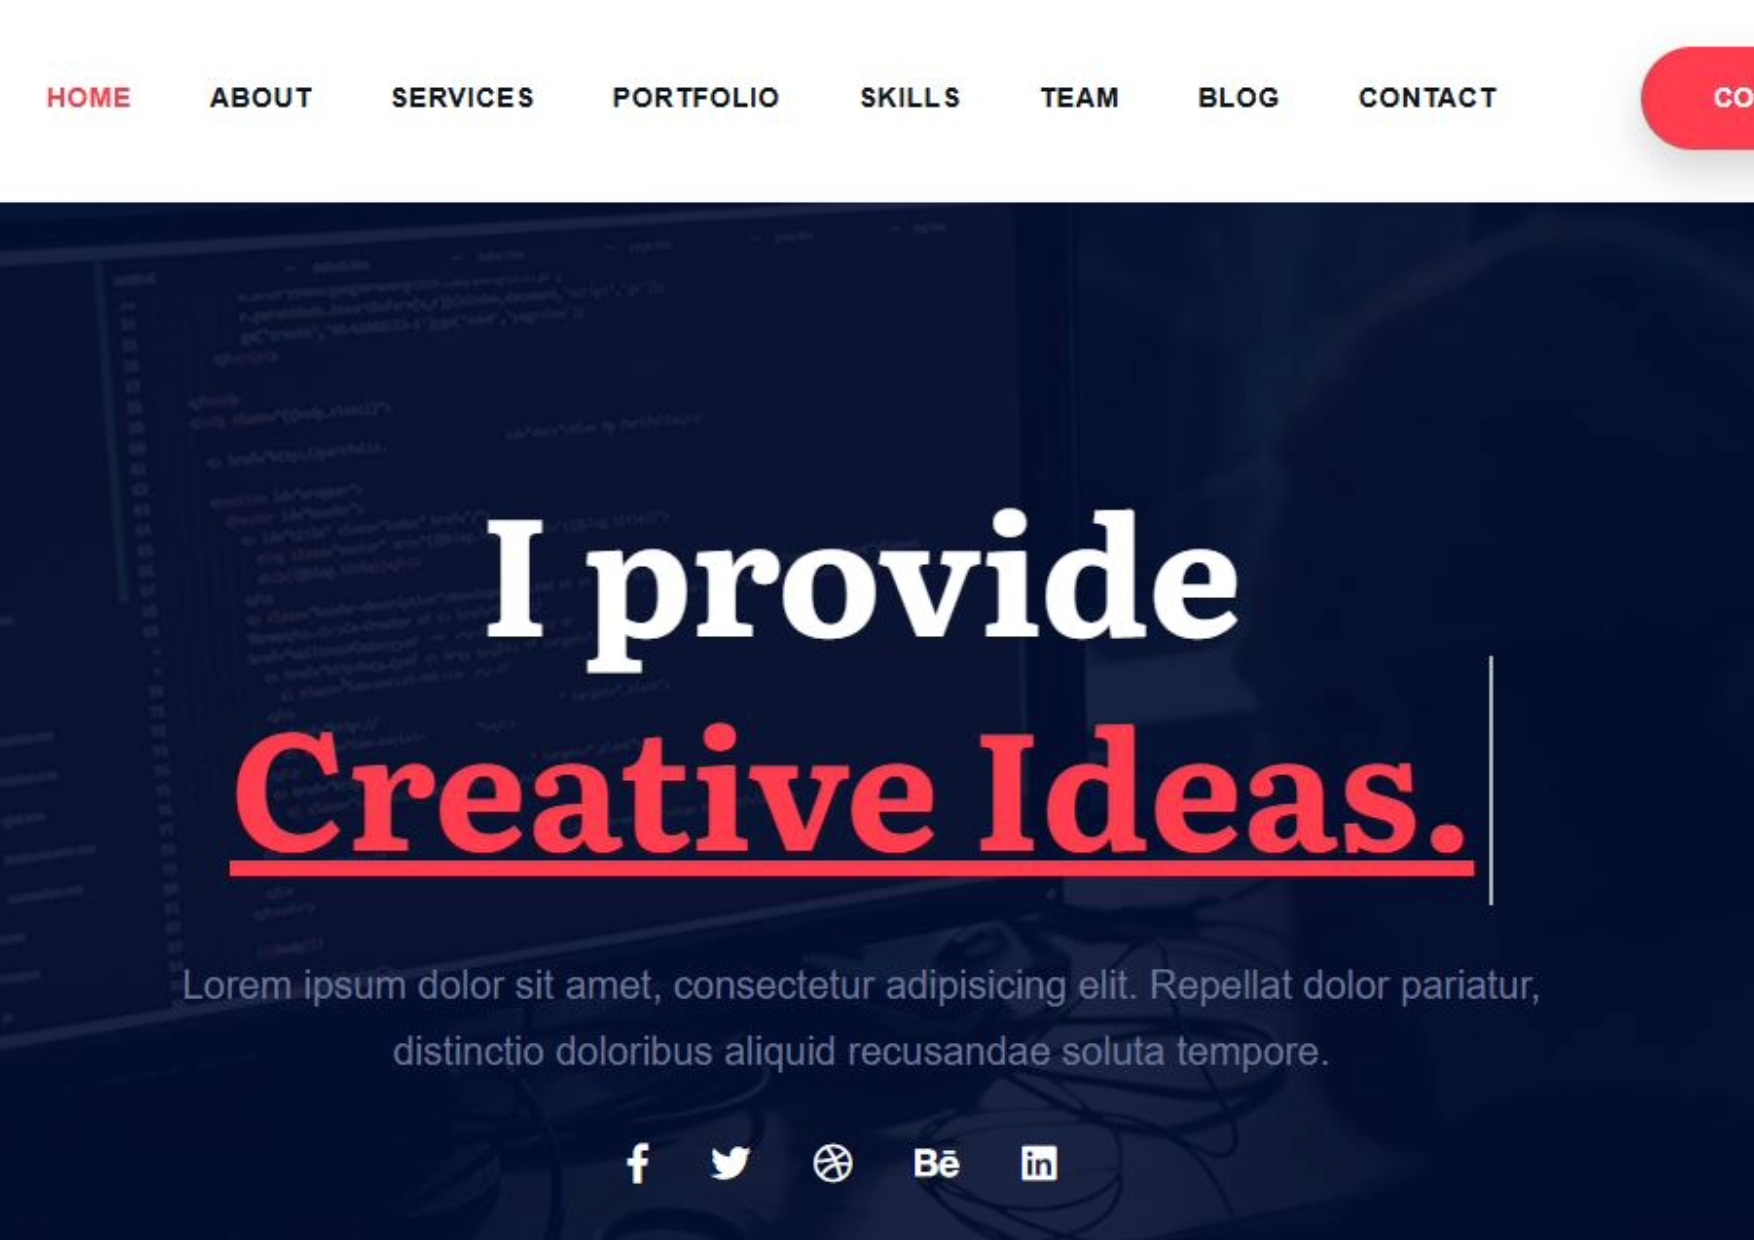 HOME ABOUT SERVICES PORTFOLIO SKILLS TEAM BLOG CONTACT CO
I provide
Creative Ideas.
Lorem ipsum dolor sit amet, consectetur adipisicing elit. Repellat dolor pariatur,
distinctio doloribus aliquid recusandae soluta tempore.
f Bē in